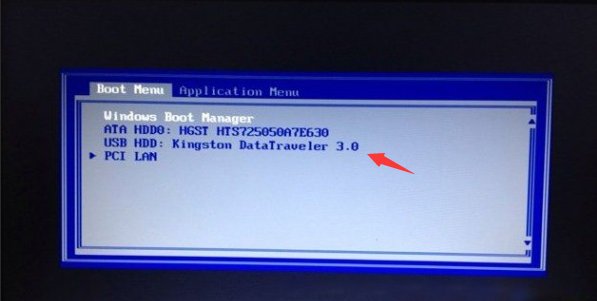 Boot Menu Application Menu
Windows Boot Manager
ATA HDD0: HGST HTS725050A7E630
USB HDD: Kingston DataTraveler 3.0
PCI LAN